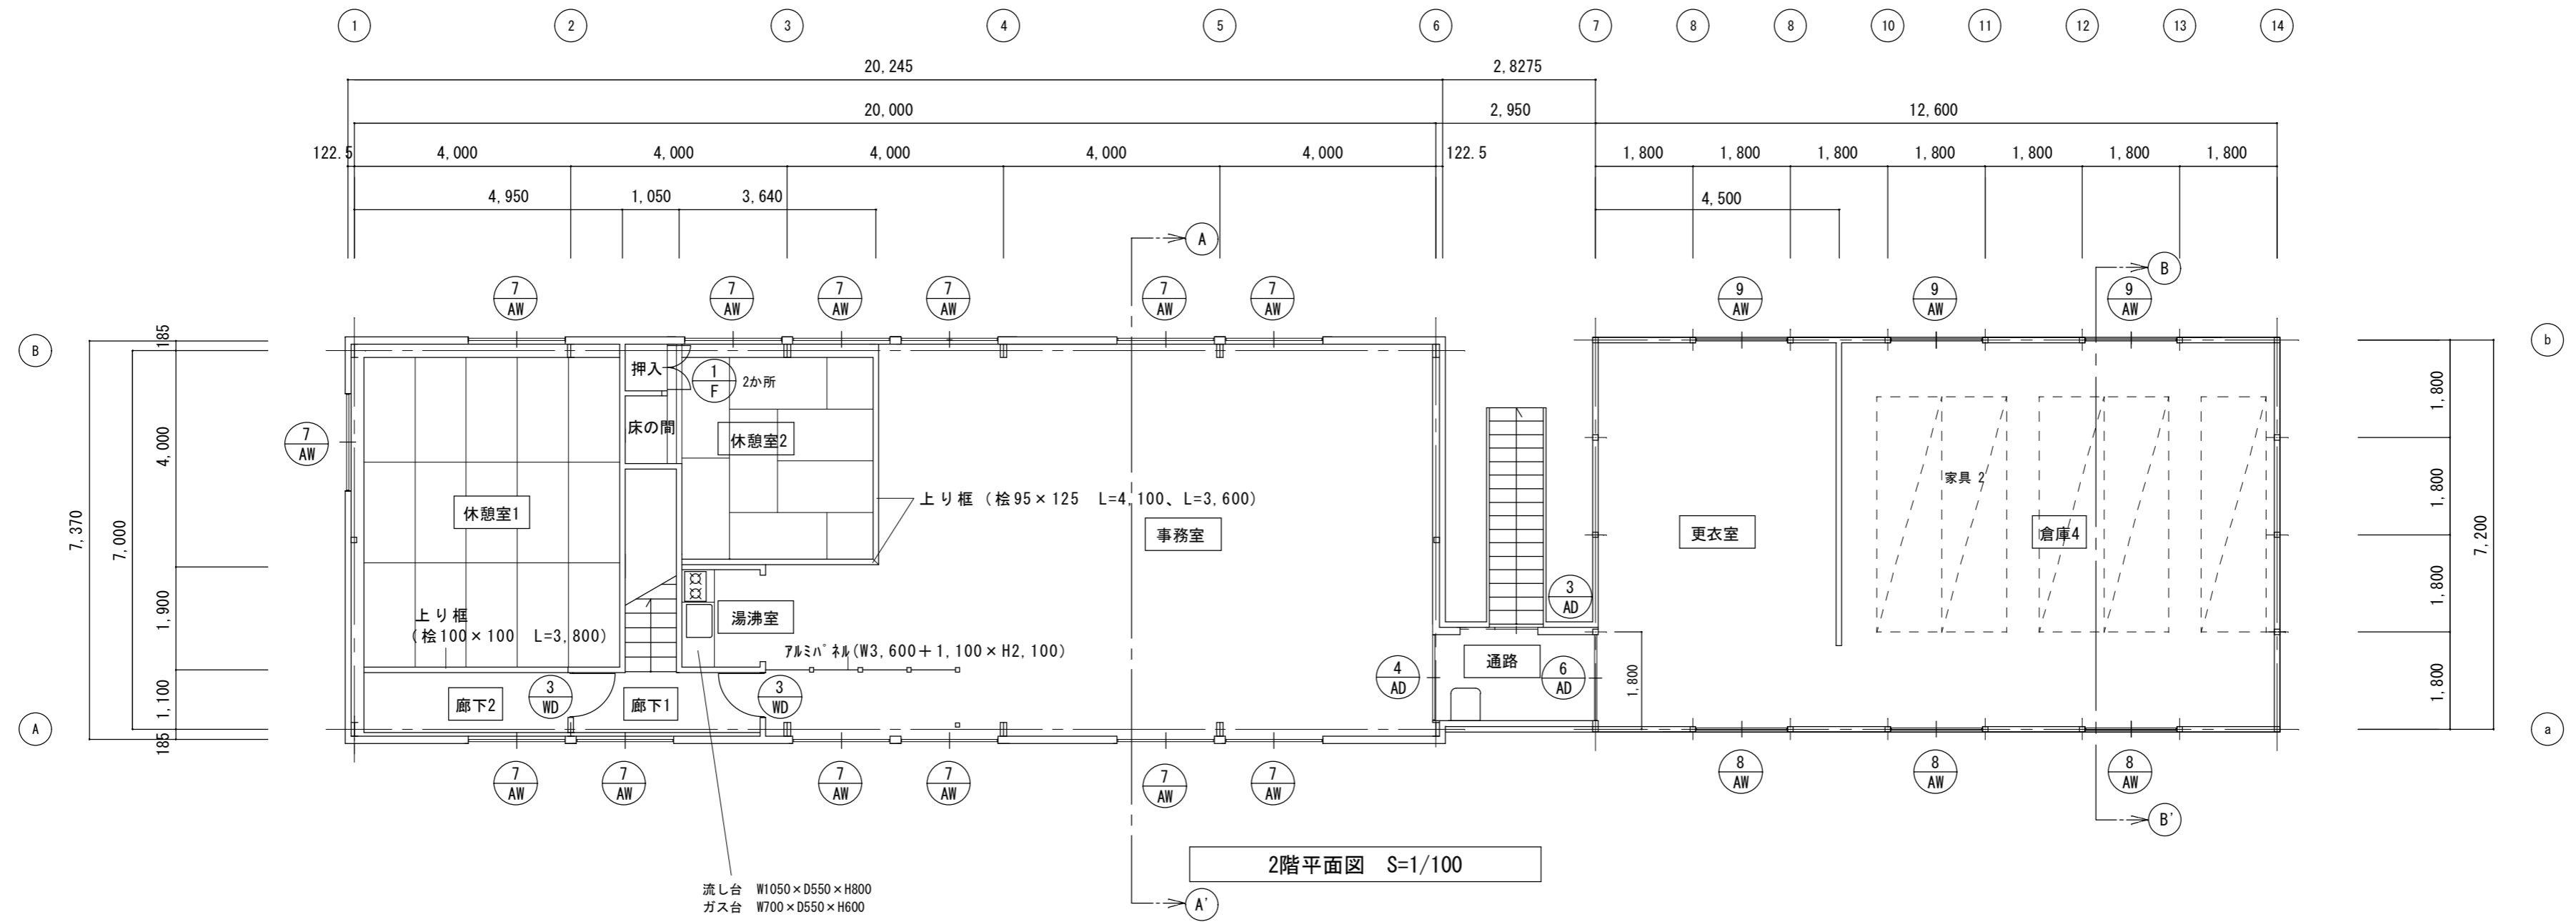 1 2 3 4 5 6 7 8 8 10 11 12 13 14
20,245 2,8275
20,000 2,950 12,600
122.5 4,000 4,000 4,000 4,000 4,000 122.5 1,800 1,800 1,800 1,800 1,800 1,800 1,800
4,950 1,050 3,640 4,500
A
B
7 AW
7 AW
7 AW
7 AW
7 AW
7 AW
9 AW
9 AW
9 AW
B
b
185
4,000
1,900
1,100
185
7,000
7,370
7 AW
押入
1 F
2か所
床の間
休憩室2
休憩室1
上り框(桧95×125 L=4,100、L=3,600)
事務室
家具 2
更衣室
倉庫4
1,800
1,800
1,800
1,800
7,200
3 AD
上り框
(桧100×100 L=3,800)
湯沸室
アルミパネル(W3,600+1,100×H2,100)
通路
4 AD
6 AD
1,800
廊下2
3 WD
廊下1
3 WD
A
a
7 AW
7 AW
7 AW
7 AW
7 AW
7 AW
8 AW
8 AW
8 AW
B'
2階平面図 S=1/100
流し台 W1050×D550×H800
ガス台 W700×D550×H600
A'